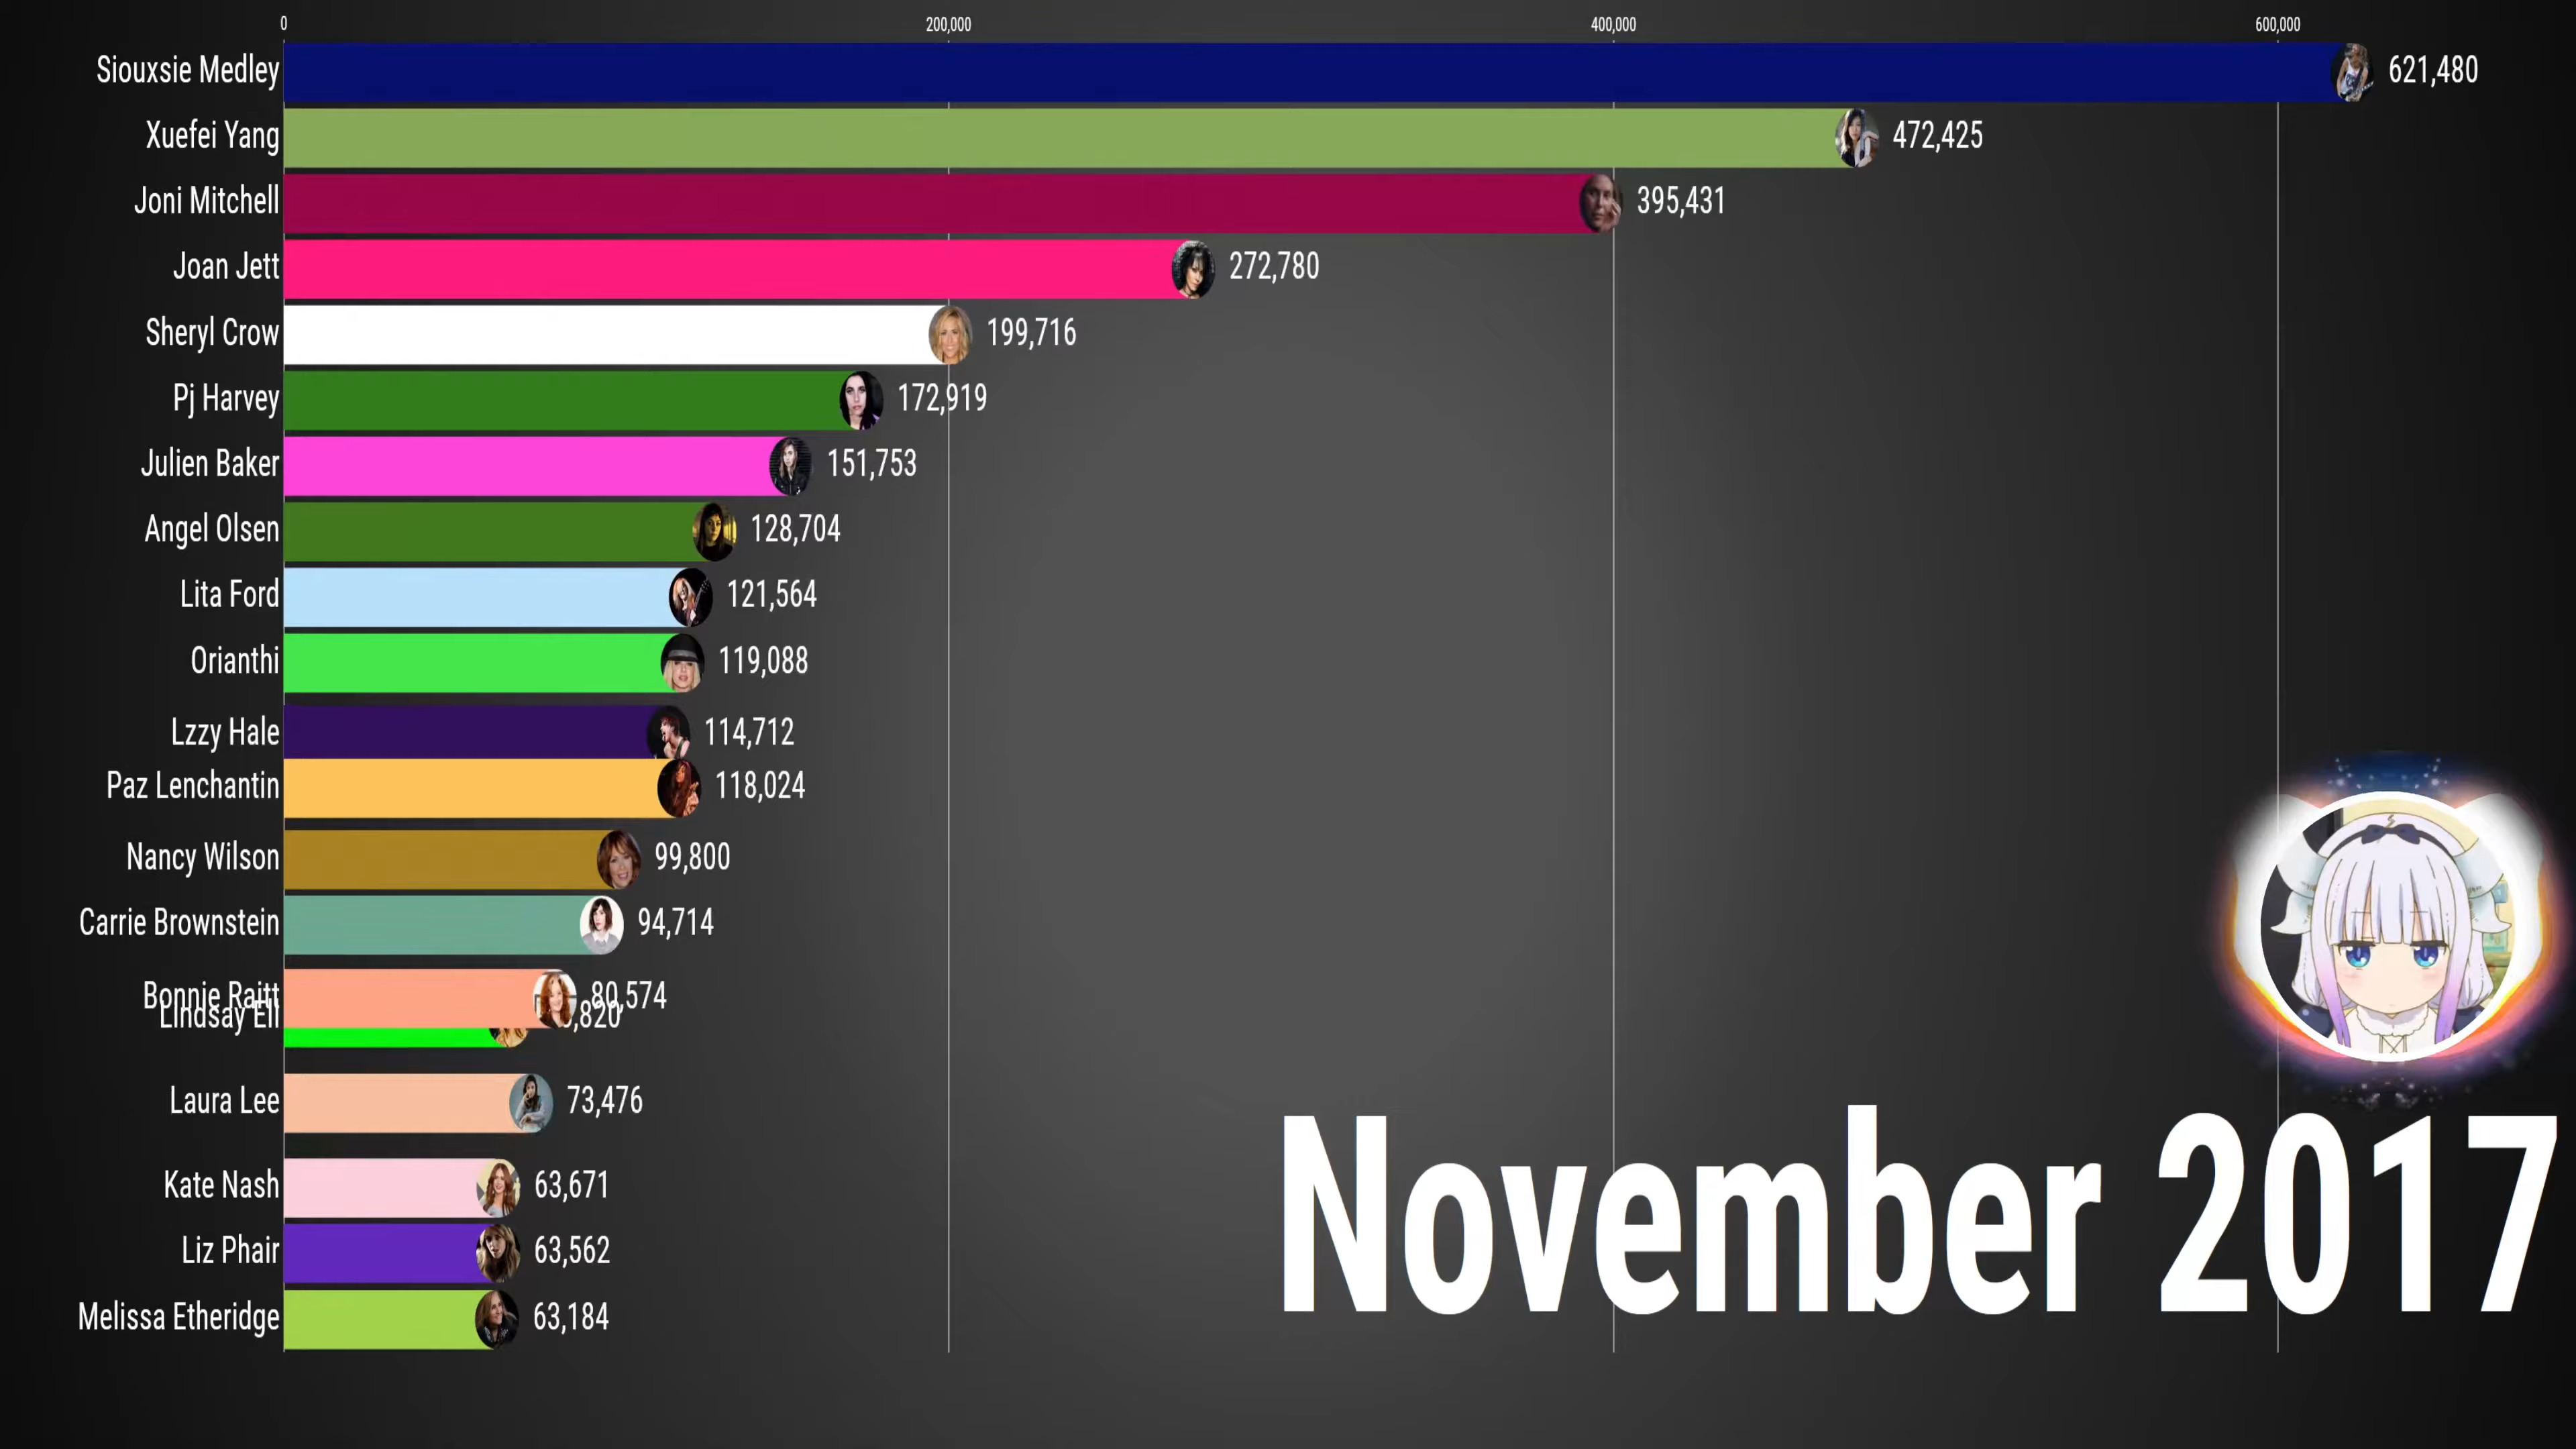 0 200,000 400,000 600,000
Siouxsie Medley 621,480
Xuefei Yang 472,425
Joni Mitchell 395,431
Joan Jett 272,780
Sheryl Crow 199,716
Pj Harvey 172,919
Julien Baker 151,753
Angel Olsen 128,704
Lita Ford 121,564
Orianthi 119,088
Lzzy Hale 114,712
Paz Lenchantin 118,024
Nancy Wilson 99,800
Carrie Brownstein 94,714
Bonnie Raitt 80,574
Lindsay Ell
Laura Lee 73,476
Kate Nash 63,671
Liz Phair 63,562
Melissa Etheridge 63,184
November 2017